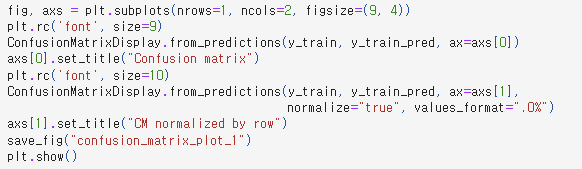 fig, axs = plt.subplots(nrows=1, ncols=2, figsize=(9, 4))
plt.rc('font', size=9)
ConfusionMatrixDisplay.from_predictions(y_train, y_train_pred, ax=axs[0])
axs[0].set_title("Confusion matrix")
plt.rc('font', size=10)
ConfusionMatrixDisplay.from_predictions(y_train, y_train_pred, ax=axs[1],
                                        normalize="true", values_format=".0%")
axs[1].set_title("CM normalized by row")
save_fig("confusion_matrix_plot_1")
plt.show()